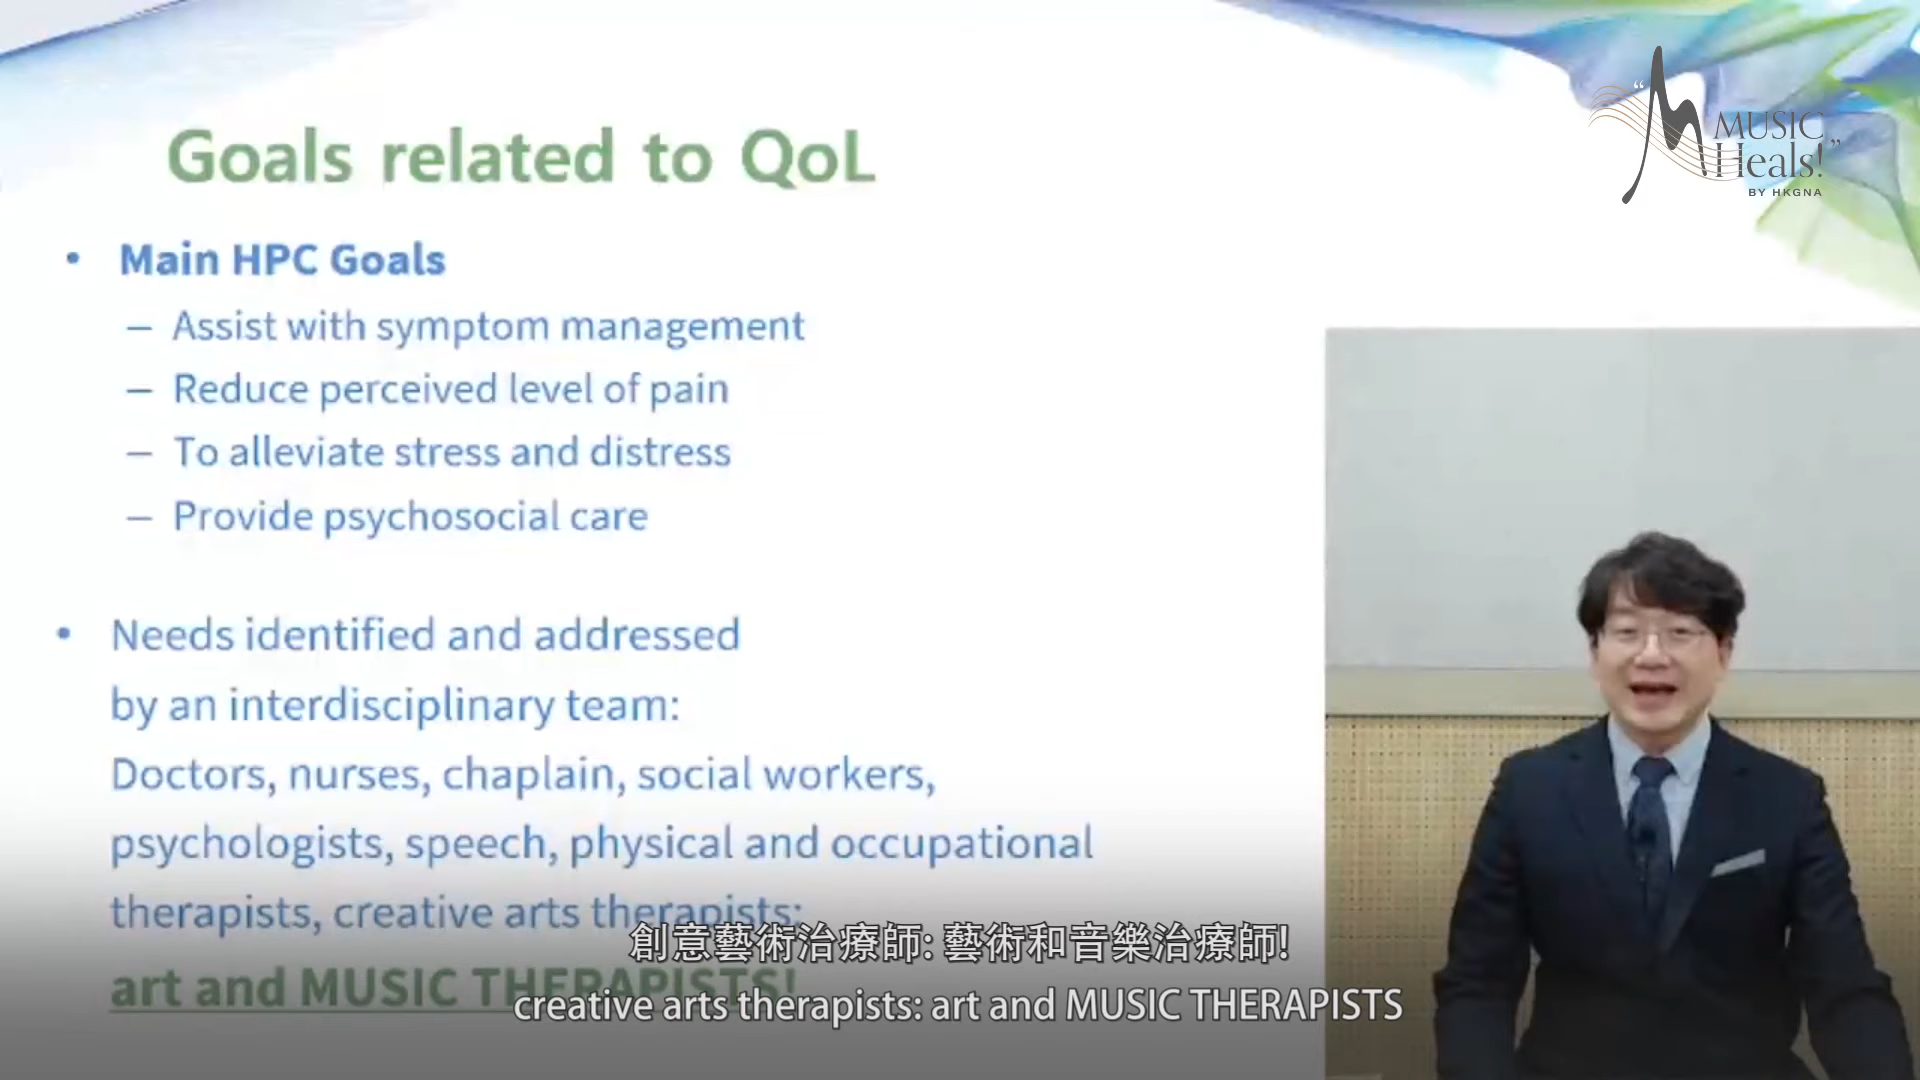 “MUSIC
Heals!”
BY HKGNA
Goals related to QoL
• Main HPC Goals
– Assist with symptom management
– Reduce perceived level of pain
– To alleviate stress and distress
– Provide psychosocial care
• Needs identified and addressed
by an interdisciplinary team:
Doctors, nurses, chaplain, social workers,
psychologists, speech, physical and occupational
therapists, creative arts therapists:
art and MUSIC THERAPISTS!
創意藝術治療師: 藝術和音樂治療師!
creative arts therapists: art and MUSIC THERAPISTS